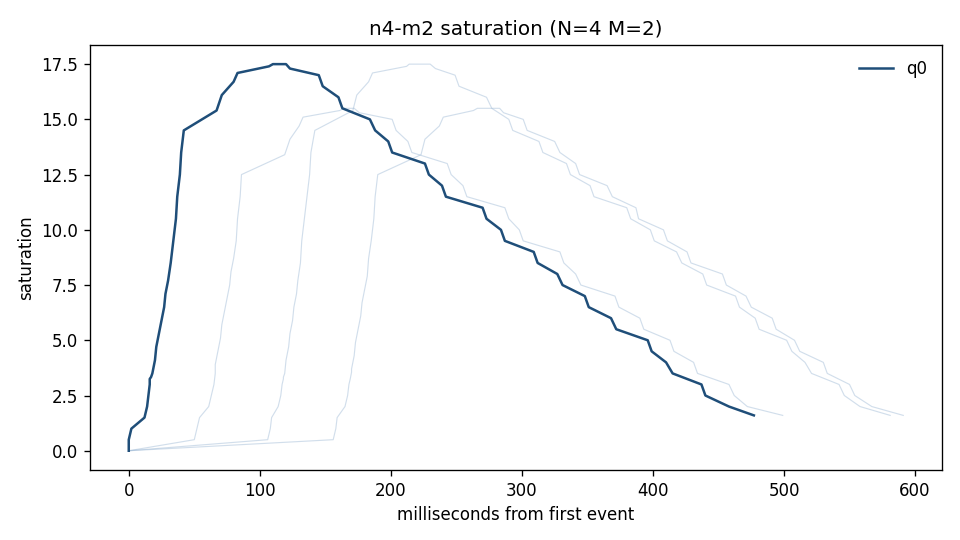 n4-m2 saturation (N=4 M=2)
q0
saturation
17.5
15.0
12.5
10.0
7.5
5.0
2.5
0.0
0 100 200 300 400 500 600
milliseconds from first event